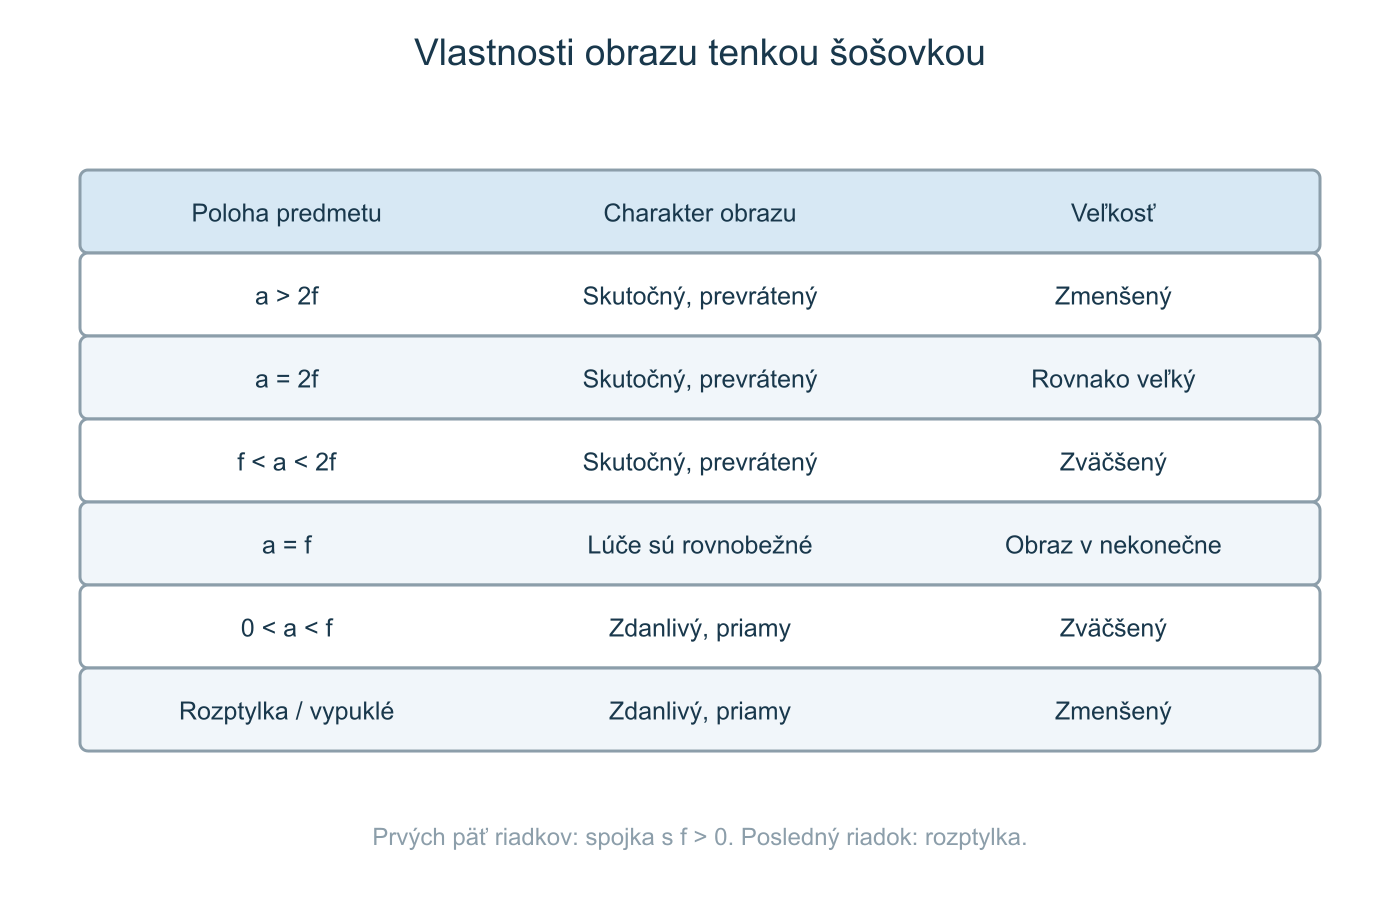 Vlastnosti obrazu tenkou šošovkou
Poloha predmetu Charakter obrazu Veľkosť
a > 2f Skutočný, prevrátený Zmenšený
a = 2f Skutočný, prevrátený Rovnako veľký
f < a < 2f Skutočný, prevrátený Zväčšený
a = f Lúče sú rovnobežné Obraz v nekonečne
0 < a < f Zdanlivý, priamy Zväčšený
Rozptylka / vypuklé Zdanlivý, priamy Zmenšený
Prvých päť riadkov: spojka s f > 0. Posledný riadok: rozptylka.